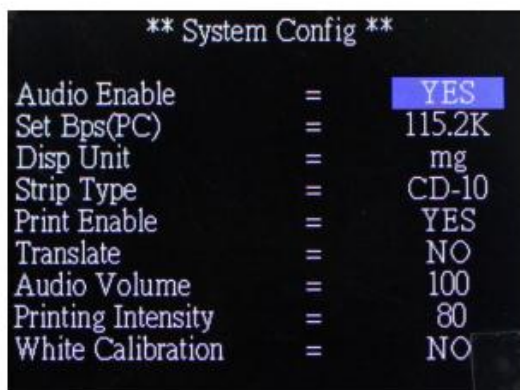 ** System Config **
Audio Enable = YES
Set Bps(PC) = 115.2K
Disp Unit = mg
Strip Type = CD-10
Print Enable = YES
Translate = NO
Audio Volume = 100
Printing Intensity = 80
White Calibration = NO